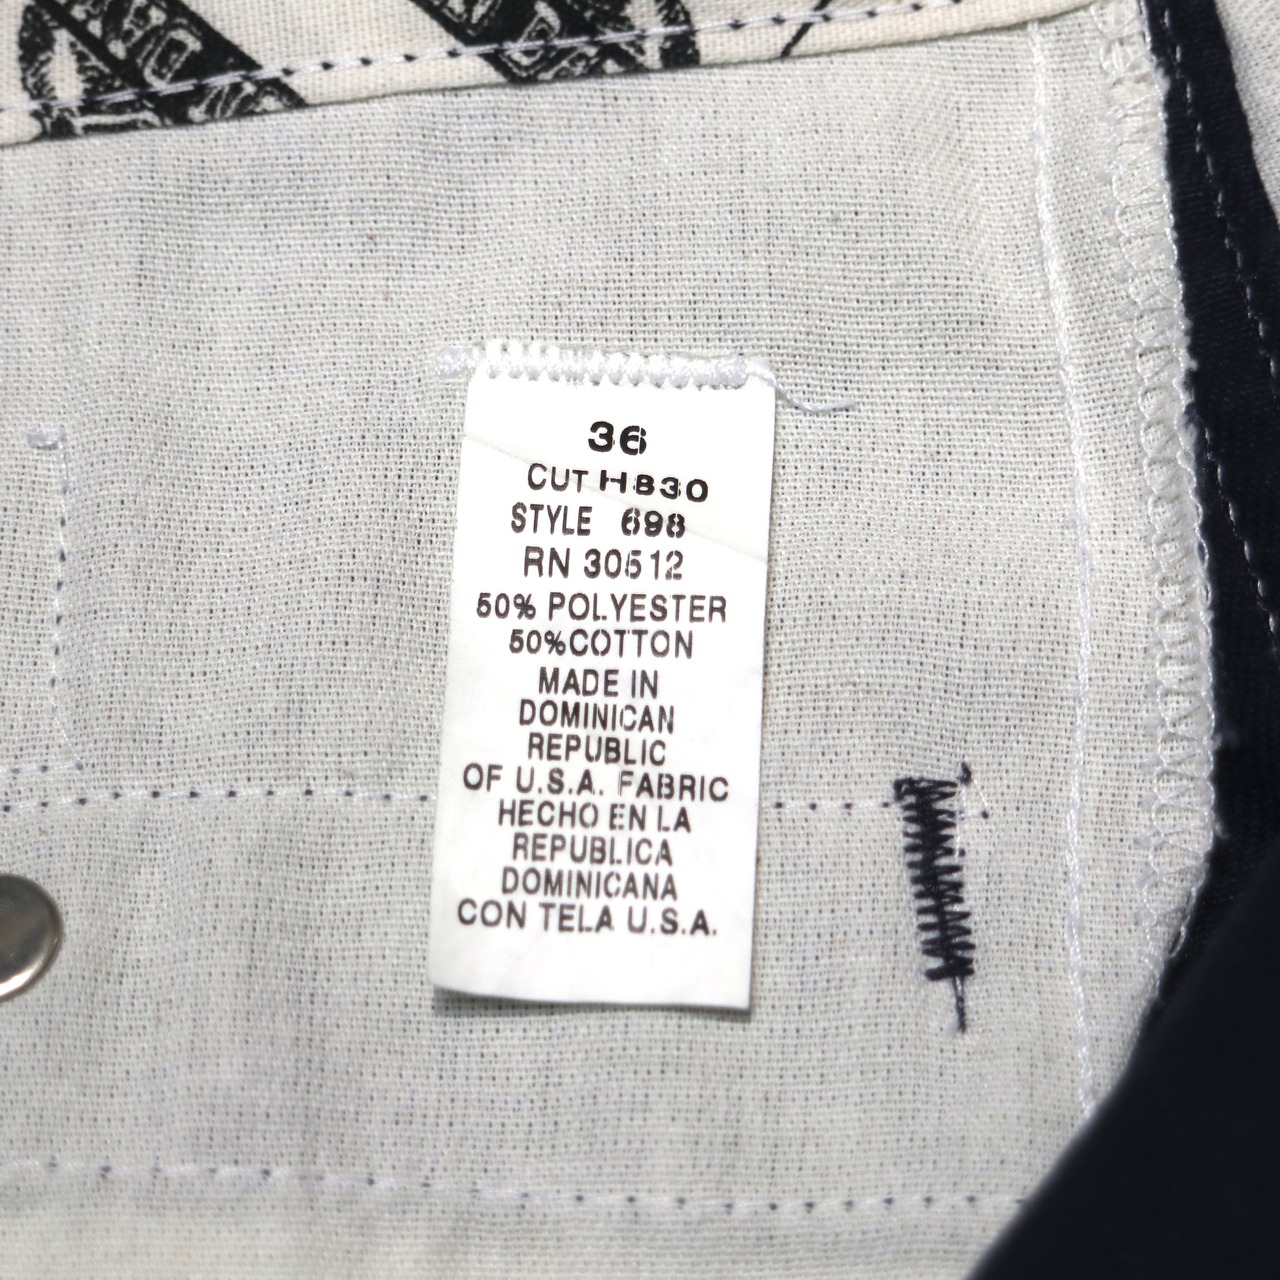 36
CUT H830
STYLE 698
RN 30512
50% POLYESTER
50%COTTON
MADE IN
DOMINICAN
REPUBLIC
OF U.S.A. FABRIC
HECHO EN LA
REPUBLICA
DOMINICANA
CON TELA U.S.A.